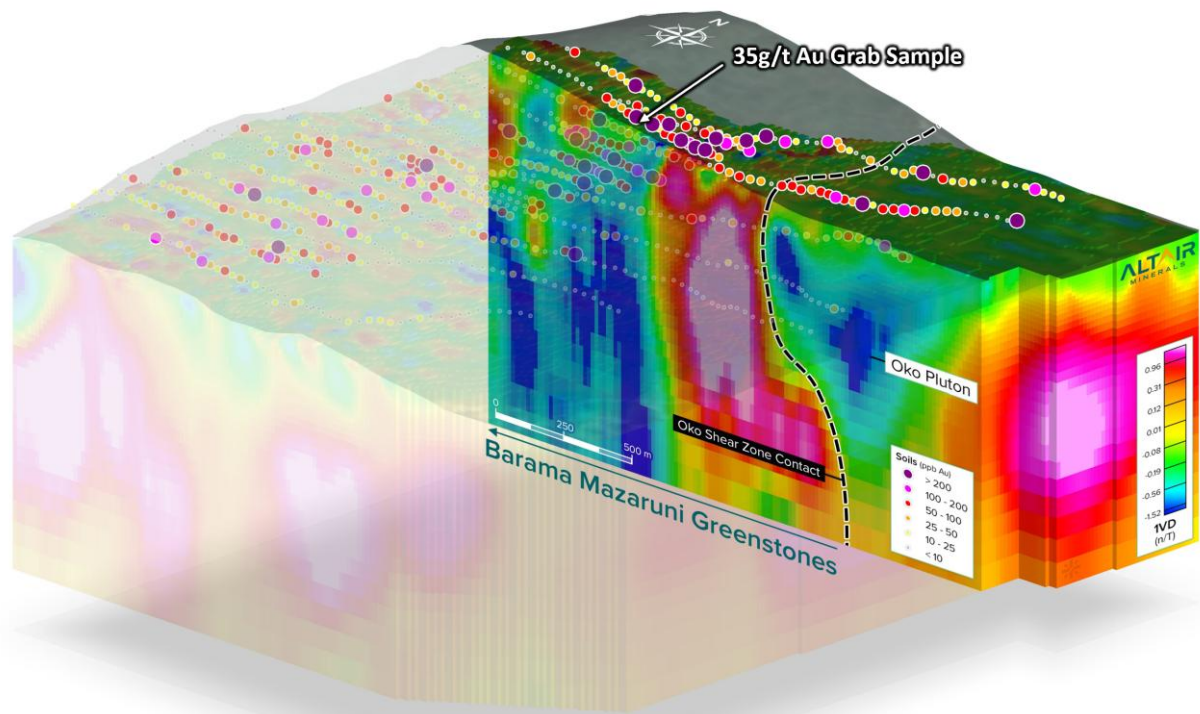 N
35g/t Au Grab Sample
ALTAIR
MINERALS
Oko Pluton
0
250
500 m
Oko Shear Zone Contact
Barama Mazaruni Greenstones
Soils (ppb Au)
> 200
100 - 200
50 - 100
25 - 50
10 - 25
< 10
0.96
0.31
0.12
0.01
-0.08
-0.19
-0.56
-1.52
1VD
(n/T)